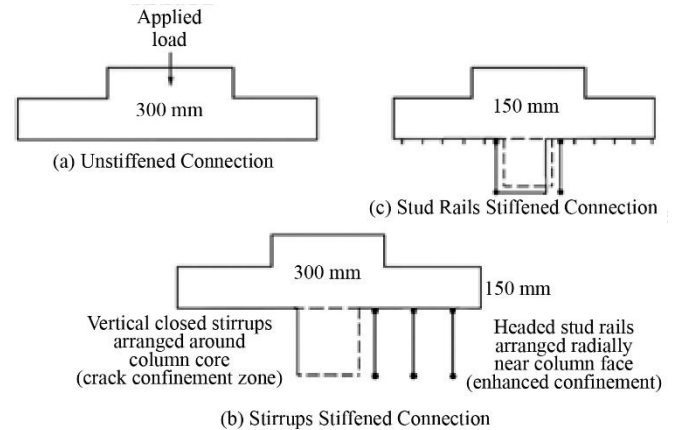 Applied
load
300 mm
(a) Unstiffened Connection
150 mm
(c) Stud Rails Stiffened Connection
300 mm
150 mm
Vertical closed stirrups
arranged around
column core
(crack confinement zone)
Headed stud rails
arranged radially
near column face
(enhanced confinement)
(b) Stirrups Stiffened Connection